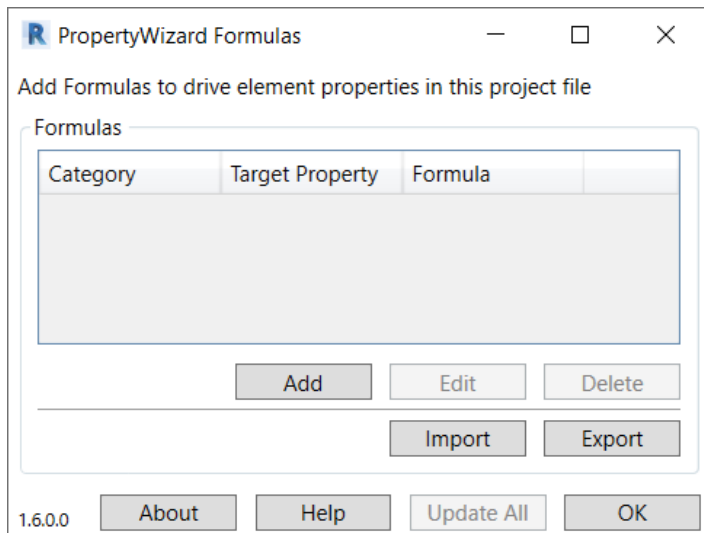 PropertyWizard Formulas
Add Formulas to drive element properties in this project file
Formulas
Category Target Property Formula
Add Edit Delete
Import Export
1.6.0.0 About Help Update All OK